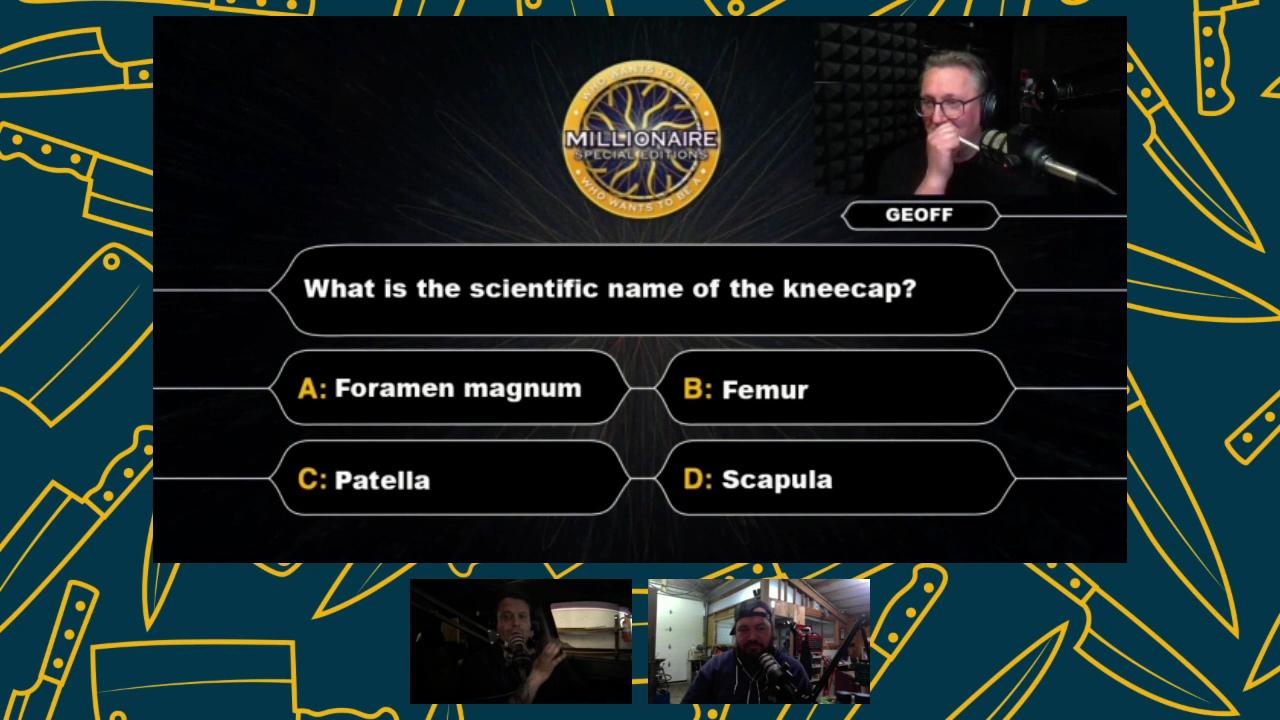 WHO WANTS TO BE A
MILLIONAIRE
SPECIAL EDITIONS
WHO WANTS TO BE A
GEOFF
What is the scientific name of the kneecap?
A: Foramen magnum
B: Femur
C: Patella
D: Scapula